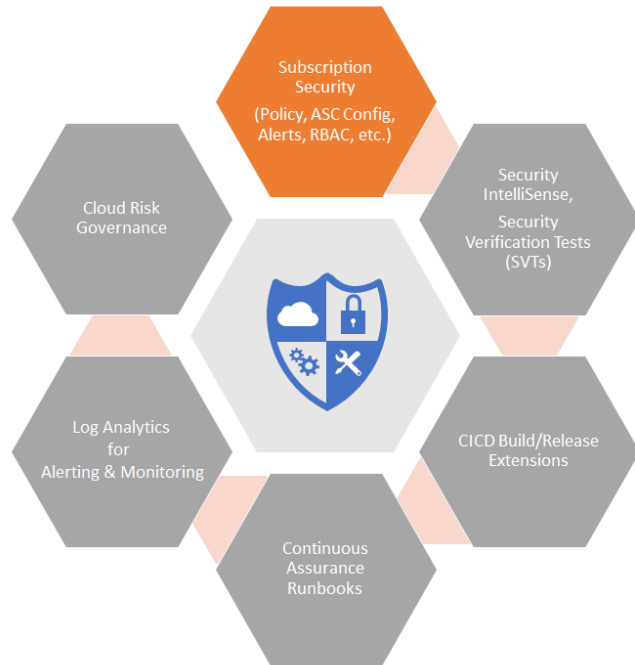 Subscription
Security
(Policy, ASC Config,
Alerts, RBAC, etc.)
Security
IntelliSense,
Security
Verification Tests
(SVTs)
CICD Build/Release
Extensions
Continuous
Assurance
Runbooks
Log Analytics
for
Alerting & Monitoring
Cloud Risk
Governance